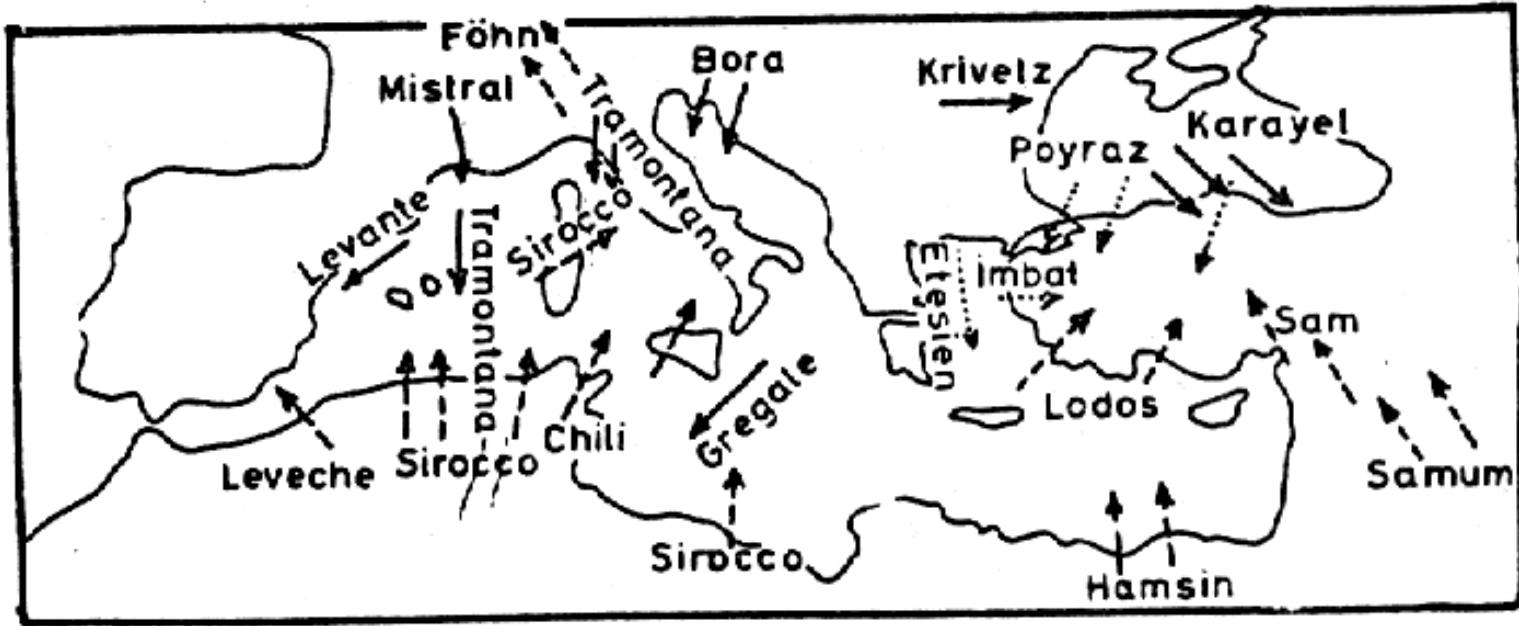 Föhn
Mistral
Tramontana
Bora
Krivelz
Karayel
Poyraz
Levante
Tramontana
Sirocco
Etesien
Imbat
Sam
Lodos
Leveche
Sirocco
Chili
Gregale
Samum
Sirocco
Hamsin